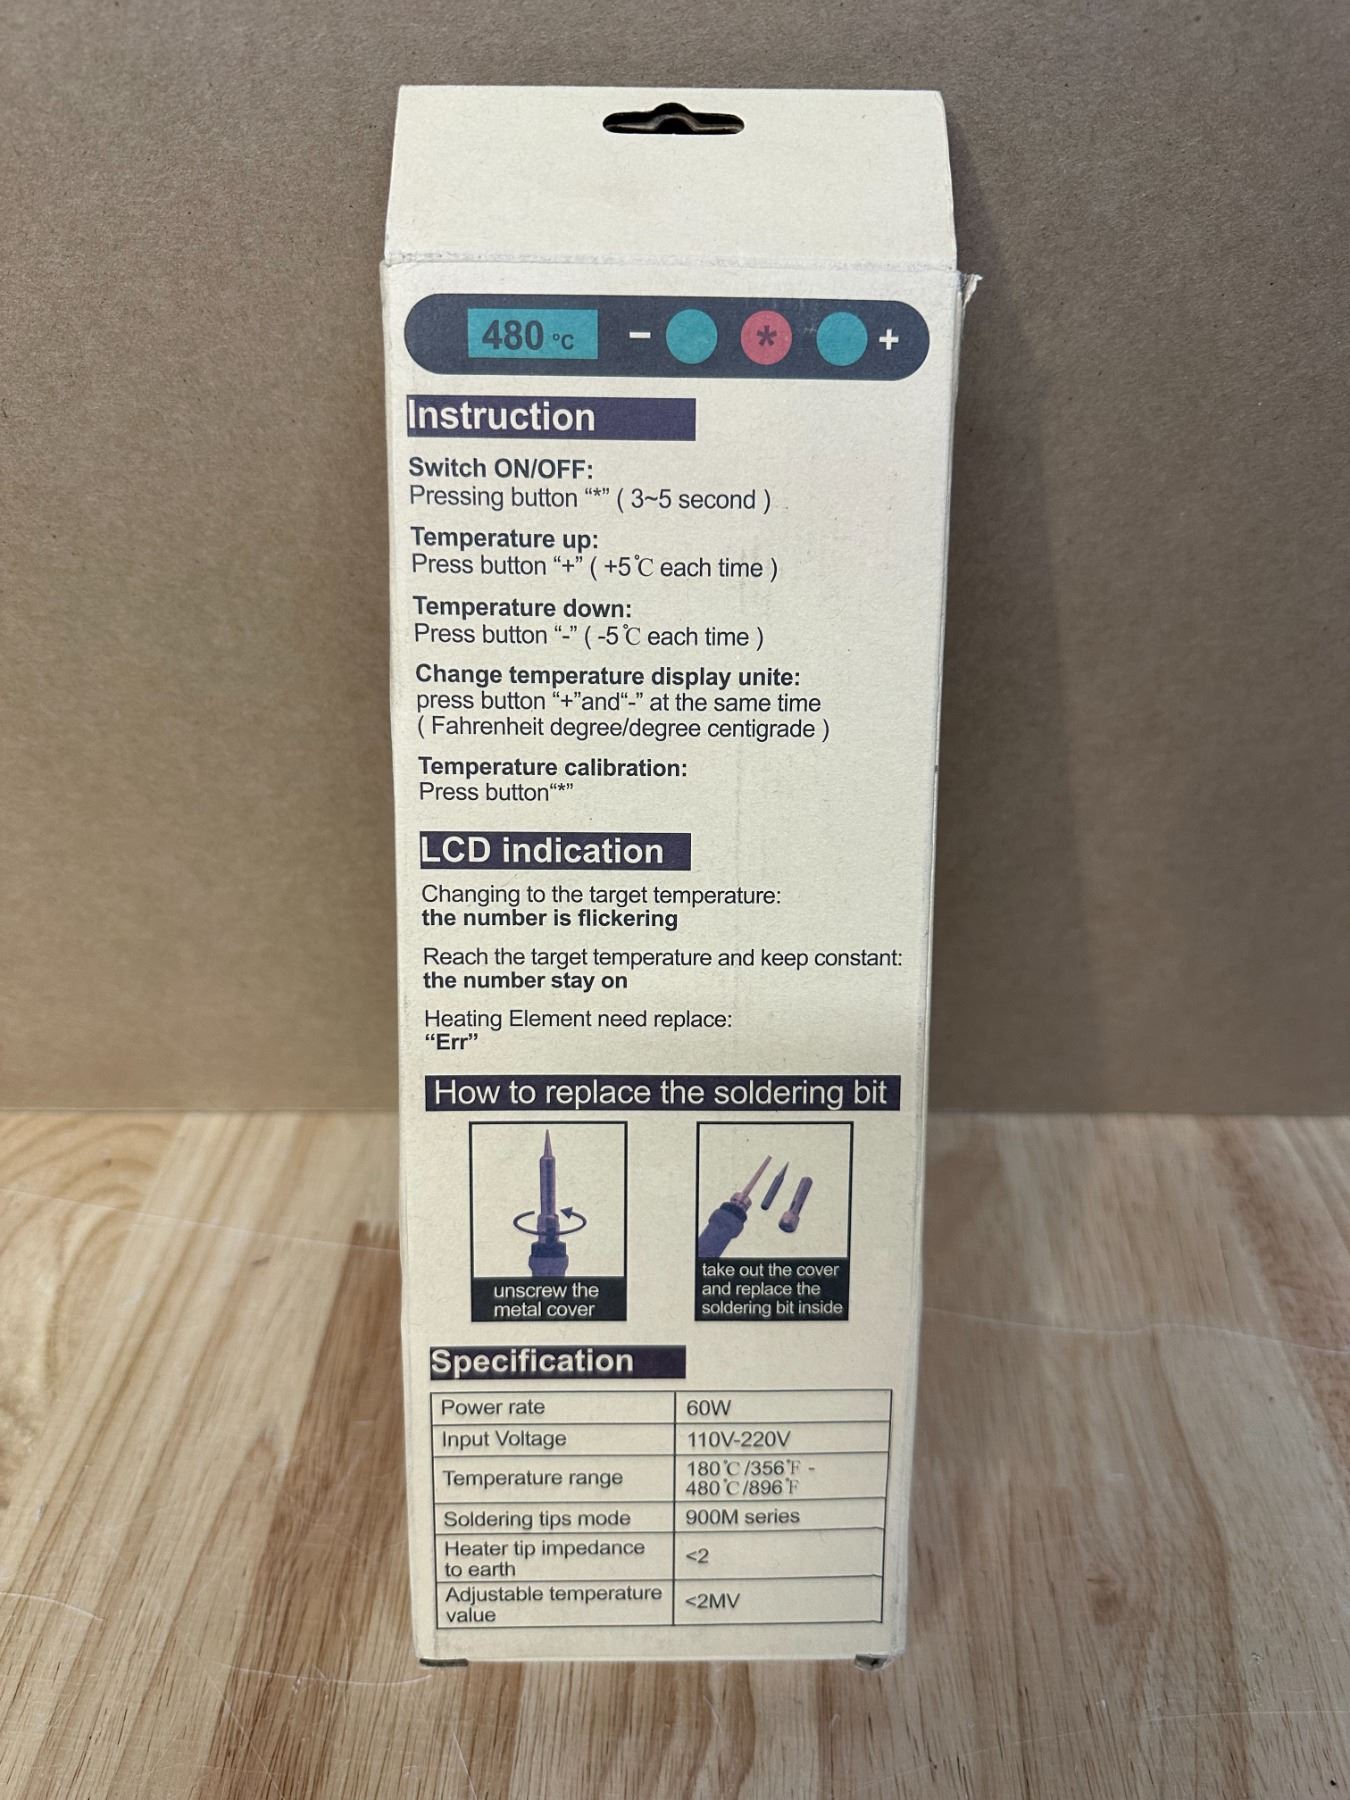 480 °C - * +
Instruction
Switch ON/OFF:
Pressing button “*” ( 3~5 second )
Temperature up:
Press button “+” ( +5℃ each time )
Temperature down:
Press button “-” ( -5℃ each time )
Change temperature display unite:
press button “+”and“-” at the same time
( Fahrenheit degree/degree centigrade )
Temperature calibration:
Press button“*”
LCD indication
Changing to the target temperature:
the number is flickering
Reach the target temperature and keep constant:
the number stay on
Heating Element need replace:
“Err”
How to replace the soldering bit
unscrew the
metal cover
take out the cover
and replace the
soldering bit inside
Specification
Power rate 60W
Input Voltage 110V-220V
Temperature range 180℃/356℉ -
480℃/896℉
Soldering tips mode 900M series
Heater tip impedance
to earth <2
Adjustable temperature
value <2MV